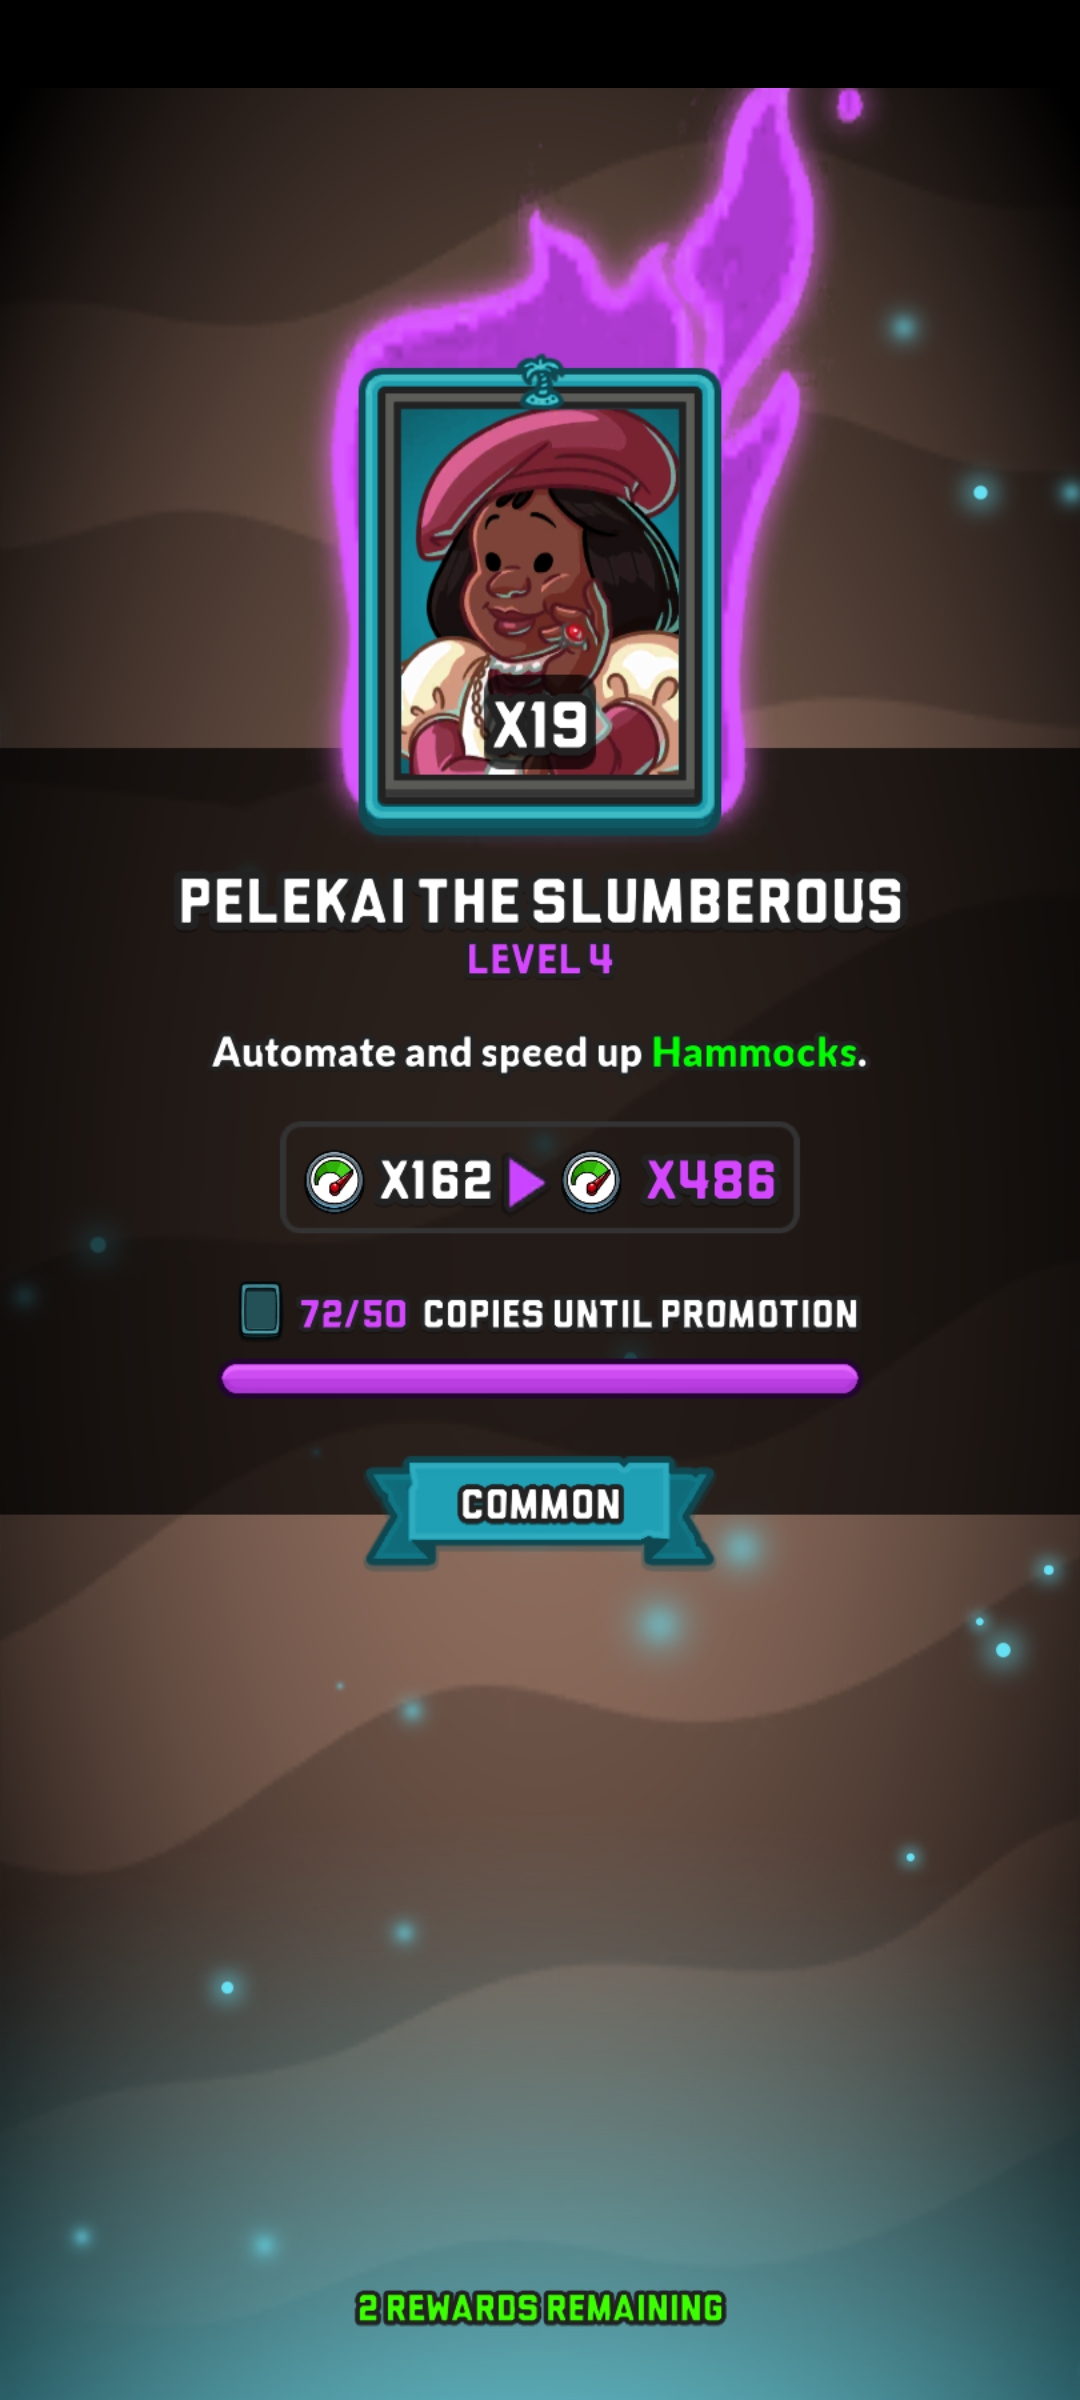 X19
PELEKAI THE SLUMBEROUS
LEVEL 4
Automate and speed up Hammocks.
X162 X486
72/50 COPIES UNTIL PROMOTION
COMMON
2 REWARDS REMAINING